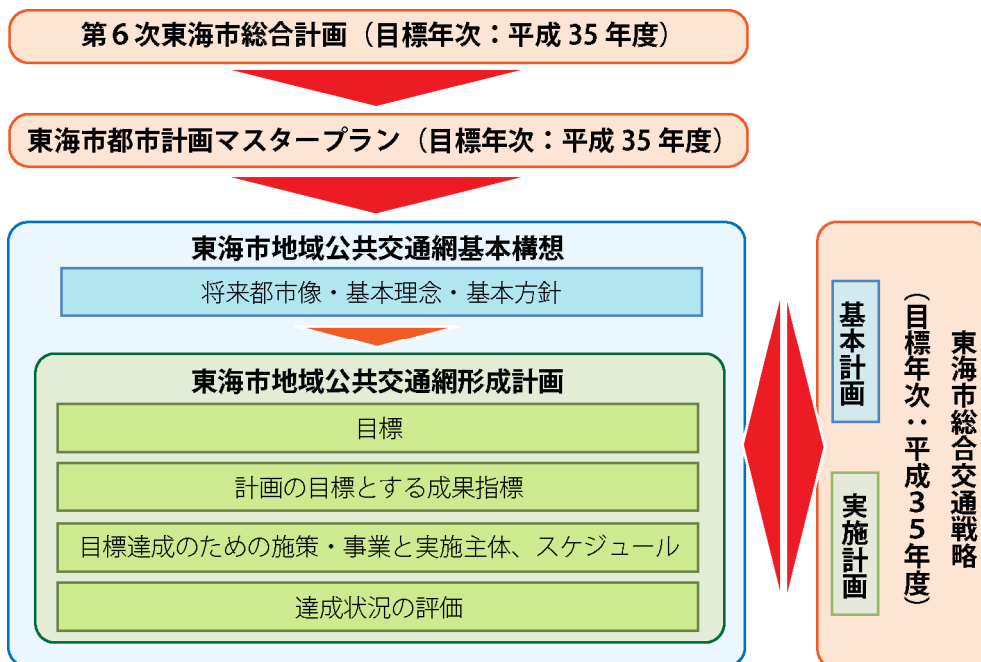 第６次東海市総合計画（目標年次：平成 35 年度）
東海市都市計画マスタープラン（目標年次：平成 35 年度）
東海市地域公共交通網基本構想
将来都市像・基本理念・基本方針
東海市地域公共交通網形成計画
目標
計画の目標とする成果指標
目標達成のための施策・事業と実施主体、スケジュール
達成状況の評価
東海市総合交通戦略
（目標年次：平成３５年度）
基本計画
実施計画